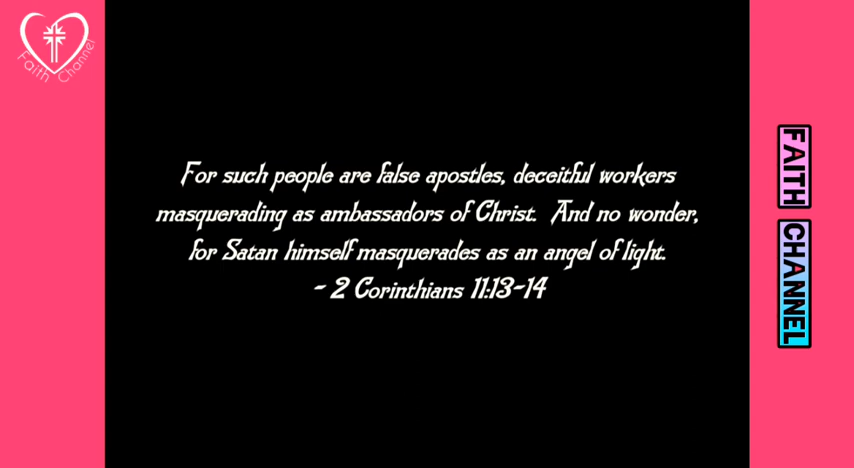 Faith Channel
For such people are false apostles, deceitful workers
masquerading as ambassadors of Christ. And no wonder,
for Satan himself masquerades as an angel of light.
- 2 Corinthians 11:13-14
FAITH CHANNEL